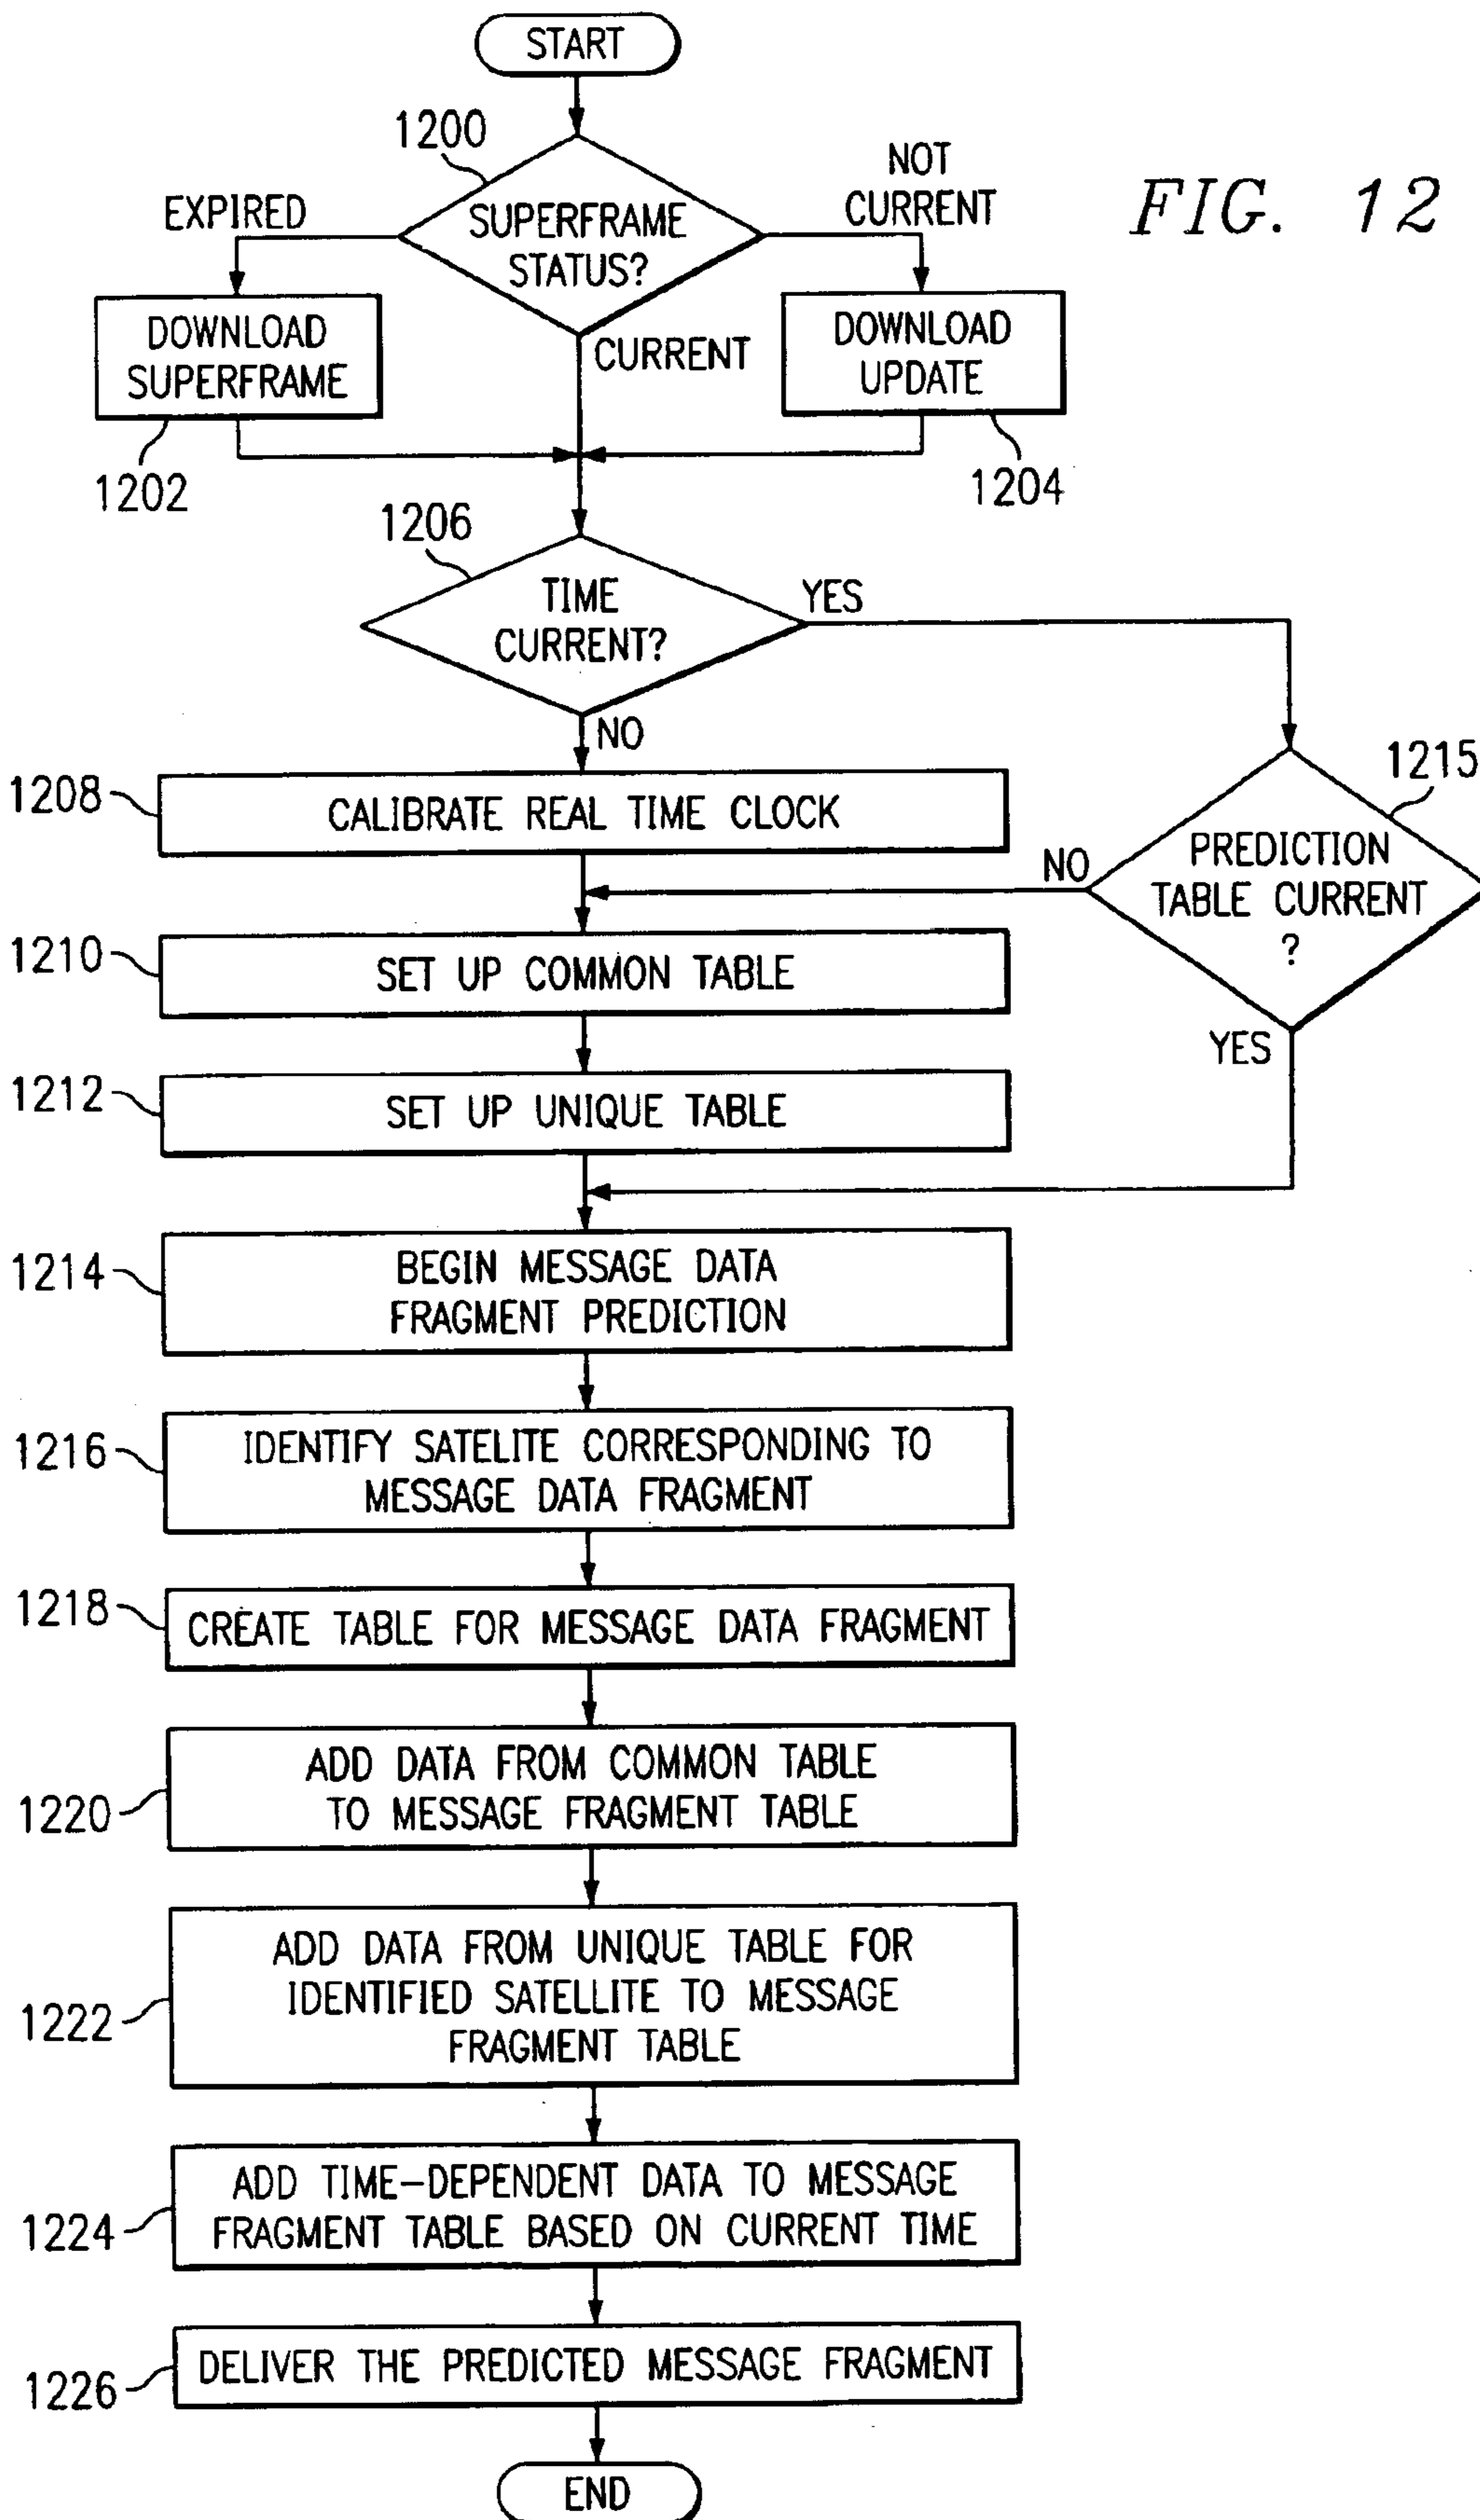 START
1200
NOT
CURRENT
EXPIRED
FIG. 12
SUPERFRAME
STATUS?
DOWNLOAD
SUPERFRAME
CURRENT
DOWNLOAD
UPDATE
1202
1204
1206
TIME
CURRENT?
YES
NO
1208
CALIBRATE REAL TIME CLOCK
1215
PREDICTION
TABLE CURRENT
?
NO
YES
1210
SET UP COMMON TABLE
1212
SET UP UNIQUE TABLE
1214
BEGIN MESSAGE DATA
FRAGMENT PREDICTION
1216
IDENTIFY SATELITE CORRESPONDING TO
MESSAGE DATA FRAGMENT
1218
CREATE TABLE FOR MESSAGE DATA FRAGMENT
1220
ADD DATA FROM COMMON TABLE
TO MESSAGE FRAGMENT TABLE
1222
ADD DATA FROM UNIQUE TABLE FOR
IDENTIFIED SATELLITE TO MESSAGE
FRAGMENT TABLE
1224
ADD TIME-DEPENDENT DATA TO MESSAGE
FRAGMENT TABLE BASED ON CURRENT TIME
1226
DELIVER THE PREDICTED MESSAGE FRAGMENT
END